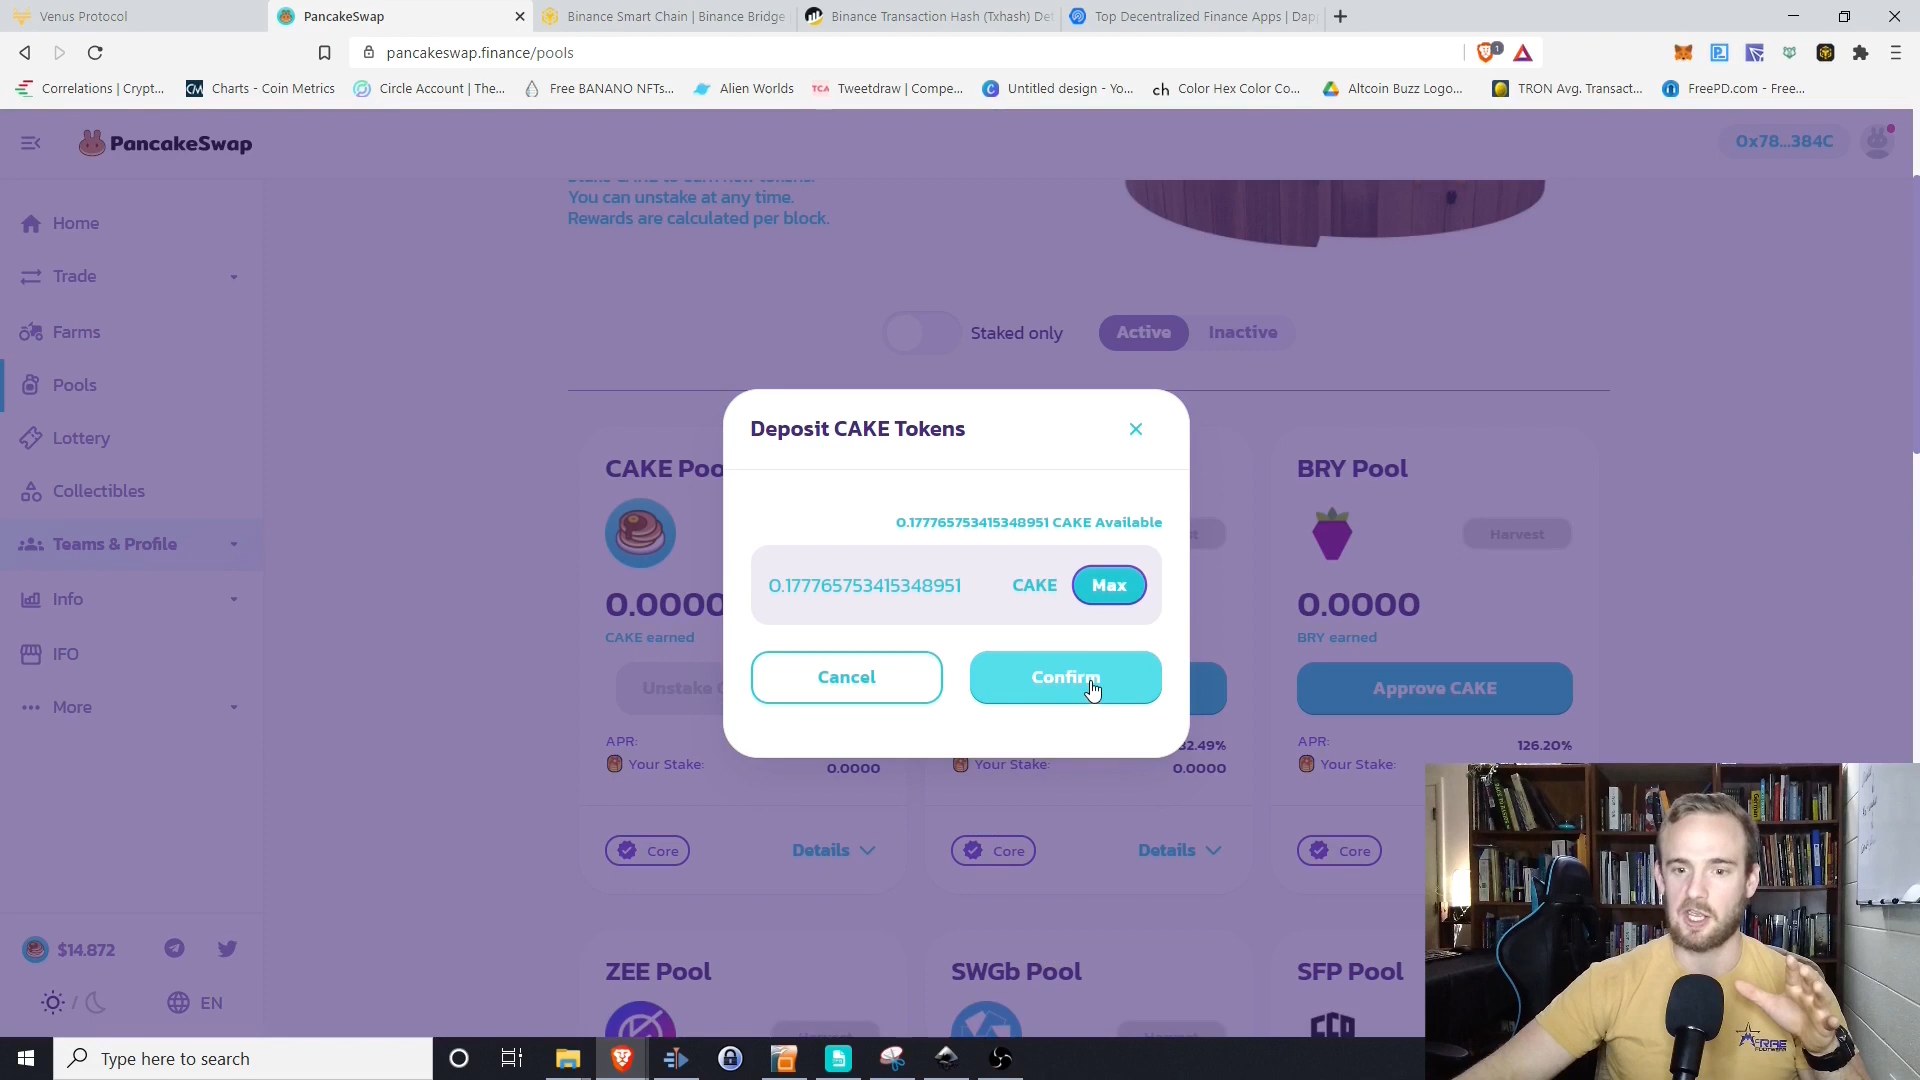 Venus Protocol
PancakeSwap
Binance Smart Chain | Binance Bridge
Binance Transaction Hash (Txhash) Det
Top Decentralized Finance Apps | Dap
pancakeswap.finance/pools
1
Correlations | Crypt...
Charts - Coin Metrics
Circle Account | The...
Free BANANO NFTs...
Alien Worlds
TCA
Tweetdraw | Compe...
Untitled design - Yo...
ch
Color Hex Color Co...
Altcoin Buzz Logo...
TRON Avg. Transact...
FreePD.com - Free...
PancakeSwap
0x78...384C
Home
Trade
Farms
Pools
Lottery
Collectibles
Teams & Profile
Info
IFO
More
$14.872
EN
You can unstake at any time.
Rewards are calculated per block.
Staked only
Active
Inactive
Deposit CAKE Tokens
0.177765753415348951 CAKE Available
0.177765753415348951
CAKE
Max
Cancel
Confirm
CAKE Poo
0.0000
CAKE earned
Unstake
APR:
Your Stake:
0.0000
Core
Details
32.49%
Your Stake:
0.0000
Core
Details
BRY Pool
Harvest
0.0000
BRY earned
Approve CAKE
APR:
126.20%
Your Stake:
Core
ZEE Pool
SWGb Pool
SFP Pool
McRAE
FOOTWEAR
Type here to search